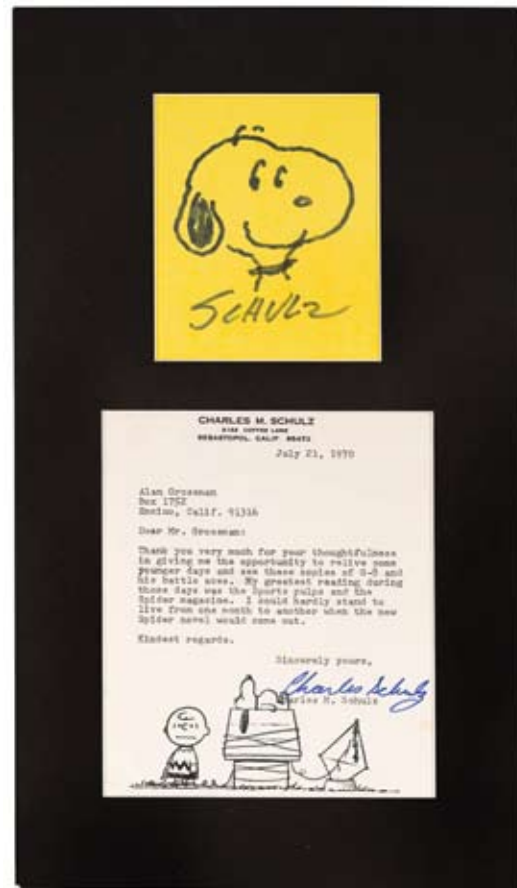 SCHULZ
CHARLES M. SCHULZ
2162 COFFEE LANE
SEBASTOPOL, CALIF 95472
July 21, 1970
Alan Grossman
Box 1752
Encino, Calif. 91316
Dear Mr. Grossman:
Thank you very much for your thoughtfulness
in giving me the opportunity to relive some
younger days and see these copies of G-8 and
his battle aces. My greatest reading during
those days was the Sports pulps and the
Spider magazine. I could hardly stand to
live from one month to another when the new
Spider novel would come out.
Kindest regards.
Sincerely yours,
Charles Schulz
Charles M. Schulz